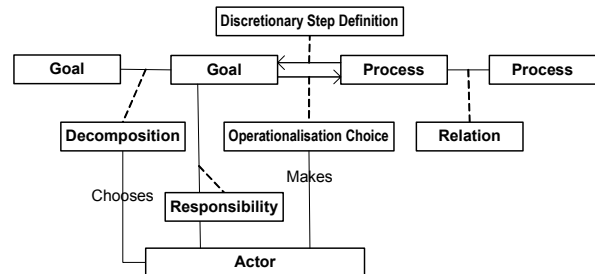 Discretionary Step Definition
Goal
Goal
Process
Process
Decomposition
Operationalisation Choice
Relation
Chooses
Makes
Responsibility
Actor